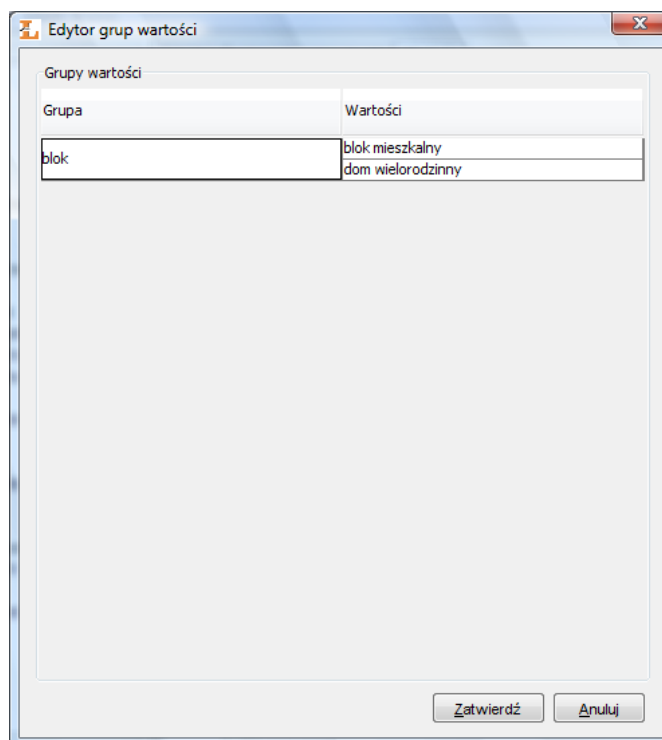 Edytor grup wartości
Grupy wartości
Grupa Wartości
blok
blok mieszkalny
dom wielorodzinny
Zatwierdź Anuluj